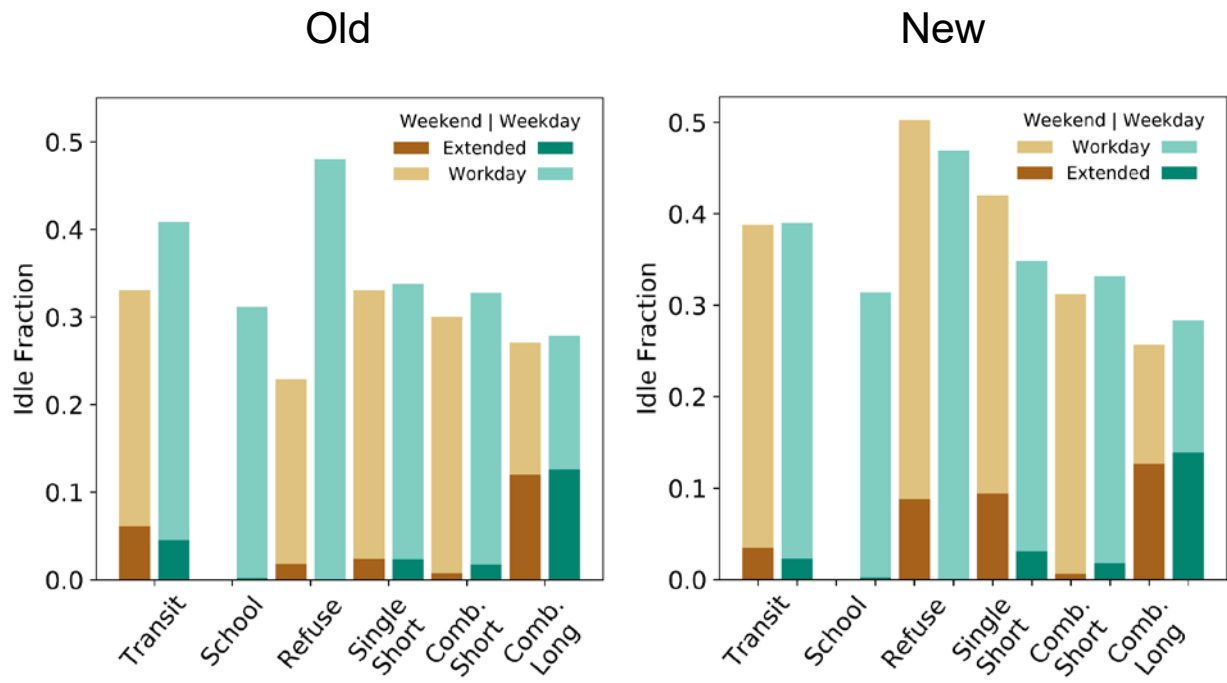 Old
New
Weekend | Weekday
Extended
Workday
0.5
0.4
0.3
0.2
0.1
0.0
Idle Fraction
Transit
School
Refuse
Single
Short
Comb.
Short
Comb.
Long
Weekend | Weekday
Workday
Extended
0.5
0.4
0.3
0.2
0.1
0.0
Idle Fraction
Transit
School
Refuse
Single
Short
Comb.
Short
Comb.
Long